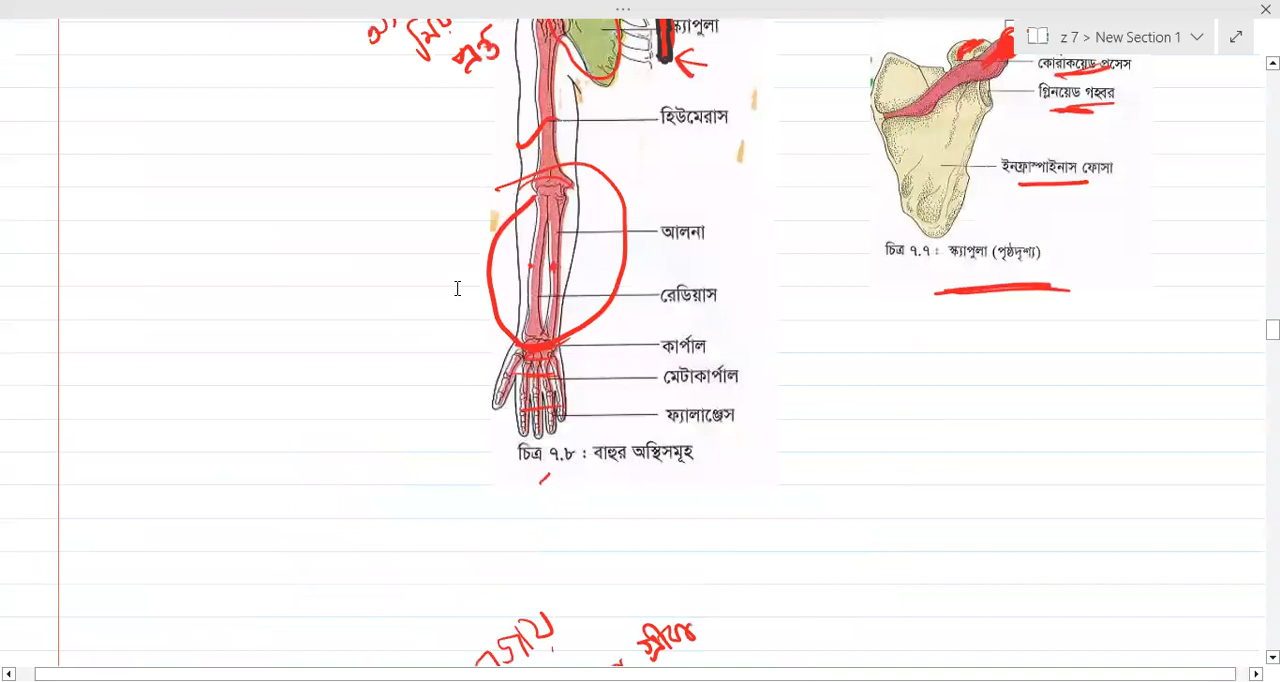 z 7 > New Section 1
স্ক্যাপুলা
হিউমেরাস
আলনা
রেডিয়াস
কার্পাল
মেটাকার্পাল
ফ্যালাঞ্জেস
চিত্র ৭.৮ : বাহুর অস্থিসমূহ
কোরাকয়েড প্রসেস
গ্লিনয়েড গহ্বর
ইনফ্রাস্পাইনাস ফোসা
চিত্র ৭.৭ : স্ক্যাপুলা (পৃষ্ঠদৃশ্য)